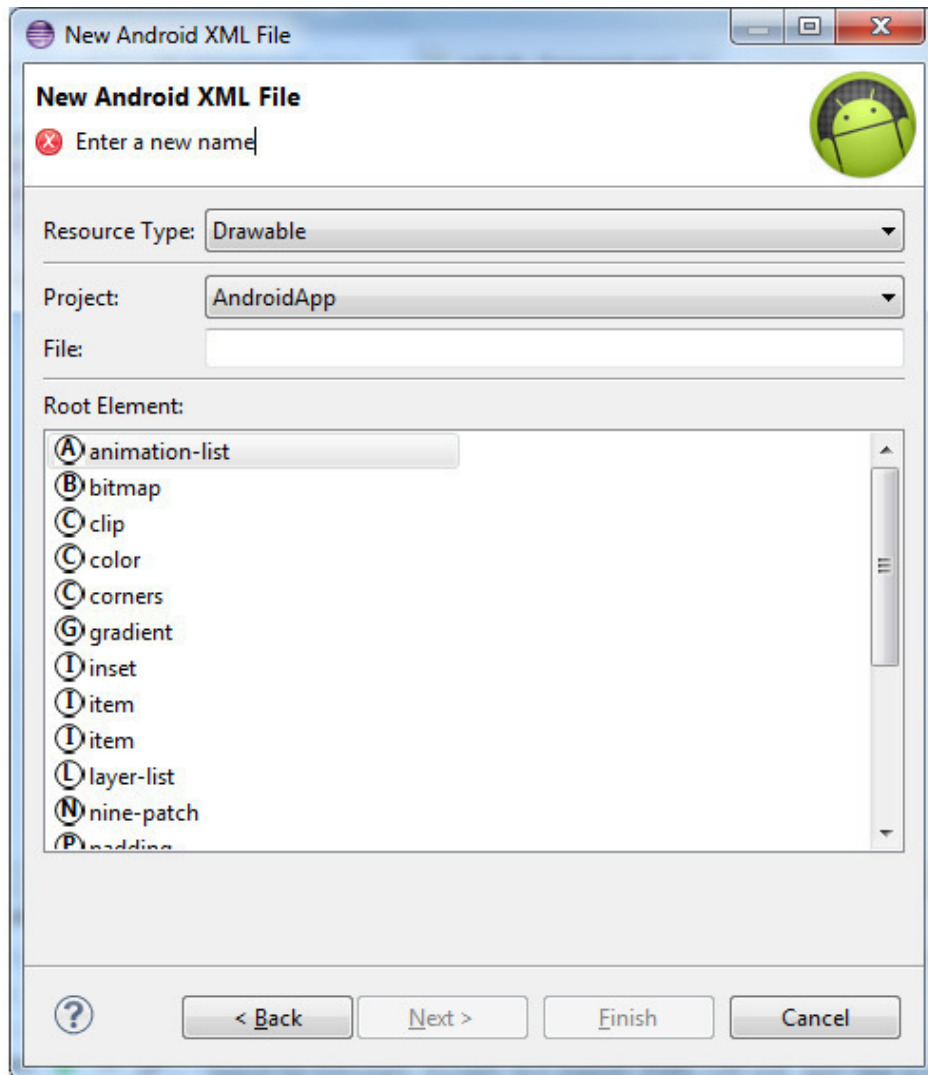 New Android XML File
New Android XML File
Enter a new name
Resource Type: Drawable
Project: AndroidApp
File:
Root Element:
A animation-list
B bitmap
C clip
C color
C corners
G gradient
I inset
I item
I item
L layer-list
N nine-patch
P padding
? < Back Next > Finish Cancel